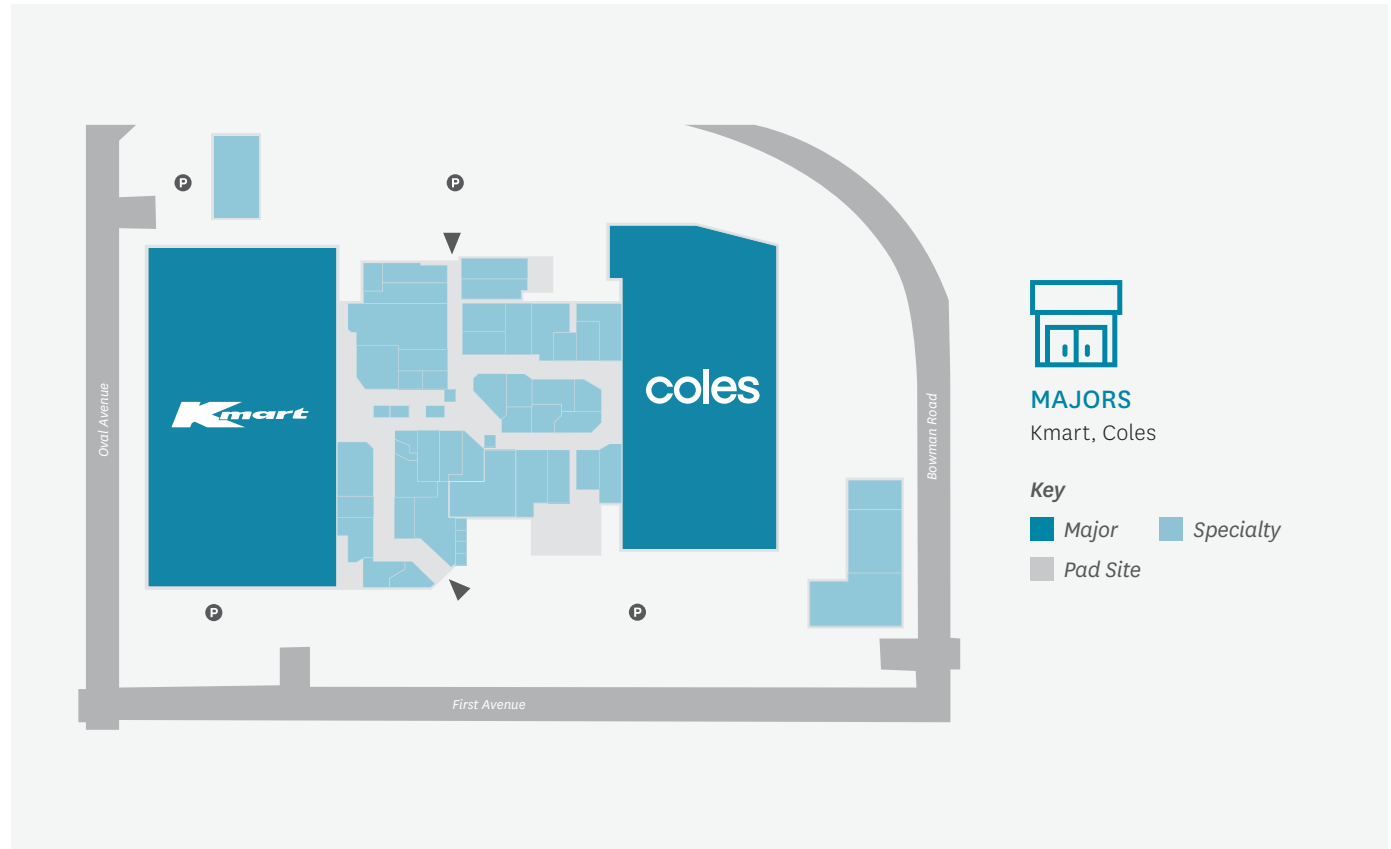 P
P
Kmart
coles
Oval Avenue
Bowman Road
P
P
First Avenue
MAJORS
Kmart, Coles
Key
Major
Specialty
Pad Site